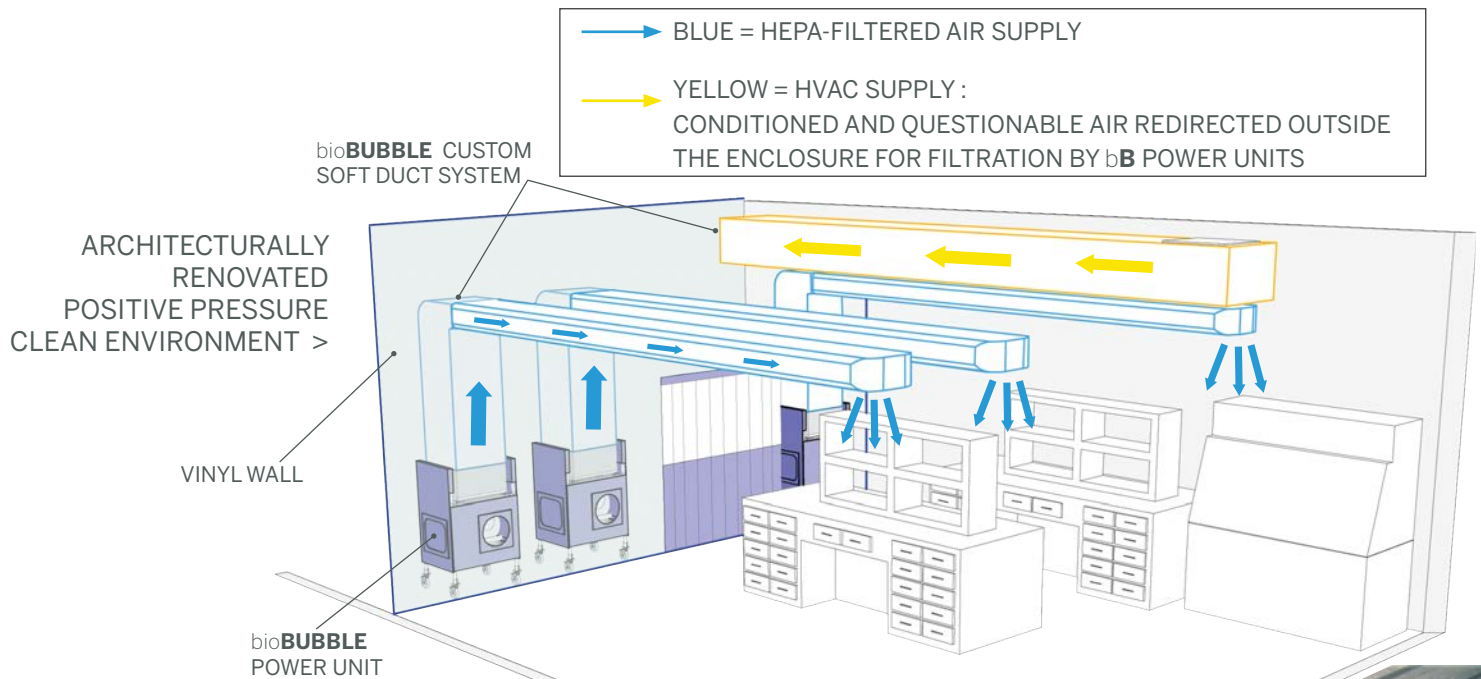 BLUE = HEPA-FILTERED AIR SUPPLY
YELLOW = HVAC SUPPLY :
CONDITIONED AND QUESTIONABLE AIR REDIRECTED OUTSIDE
THE ENCLOSURE FOR FILTRATION BY bB POWER UNITS
bioBUBBLE CUSTOM
SOFT DUCT SYSTEM
ARCHITECTURALLY
RENOVATED
POSITIVE PRESSURE
CLEAN ENVIRONMENT >
VINYL WALL
bioBUBBLE
POWER UNIT